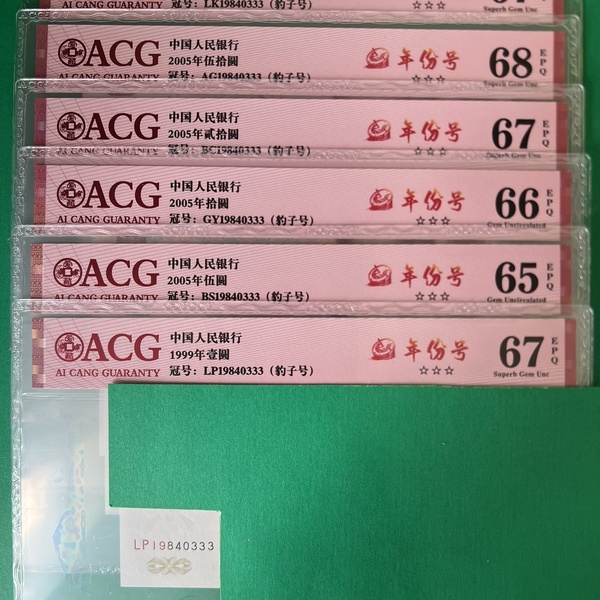 AI CANG GUARANTY
冠号: LK19840333 (豹子号)
☆☆☆
Superb Gem Unc
ACG
中国人民银行
2005年伍拾圆
年份号
68
EPQ
AI CANG GUARANTY
冠号: AG19840333 (豹子号)
☆☆☆
Superb Gem Unc
ACG
中国人民银行
2005年贰拾圆
年份号
67
EPQ
AI CANG GUARANTY
冠号: BC19840333 (豹子号)
☆☆☆
Superb Gem Unc
ACG
中国人民银行
2005年拾圆
年份号
66
EPQ
AI CANG GUARANTY
冠号: GY19840333 (豹子号)
☆☆☆
Gem Uncirculated
ACG
中国人民银行
2005年伍圆
年份号
65
EPQ
AI CANG GUARANTY
冠号: BS19840333 (豹子号)
☆☆☆
Gem Uncirculated
ACG
中国人民银行
1999年壹圆
年份号
67
EPQ
AI CANG GUARANTY
冠号: LP19840333 (豹子号)
☆☆☆
Superb Gem Unc
LP19840333